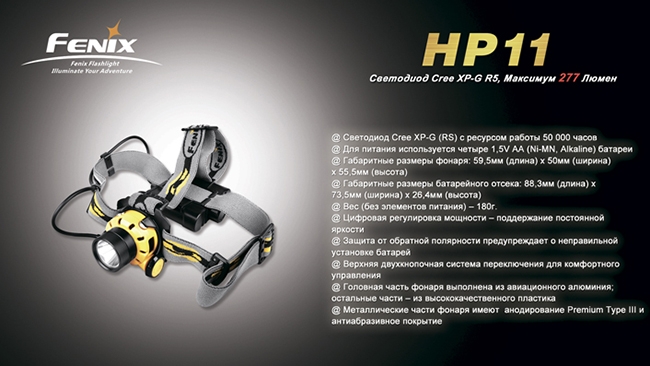 FENIX
Fenix Flashlight
Illuminate Your Adventure
HP11
Светодиод Cree XP-G R5, Максимум 277 Люмен
FENIX
@ Светодиод Cree XP-G (RS) с ресурсом работы 50 000 часов
@ Для питания используется четыре 1,5V AA (Ni-MN, Alkaline) батареи
@ Габаритные размеры фонаря: 59,5мм (длина) х 50мм (ширина)
х 55,5мм (высота)
@ Габаритные размеры батарейного отсека: 88,3мм (длина) х
73,5мм (ширина) х 26,4мм (высота)
@ Вес (без элементов питания) – 180г.
@ Цифровая регулировка мощности – поддержание постоянной
яркости
@ Защита от обратной полярности предупреждает о неправильной
установке батарей
@ Верхняя двухкнопочная система переключения для комфортного
управления
@ Головная часть фонаря выполнена из авиационного алюминия;
остальные части – из высококачественного пластика
@ Металлические части фонаря имеют анодирование Premium Type III и
антиабразивное покрытие